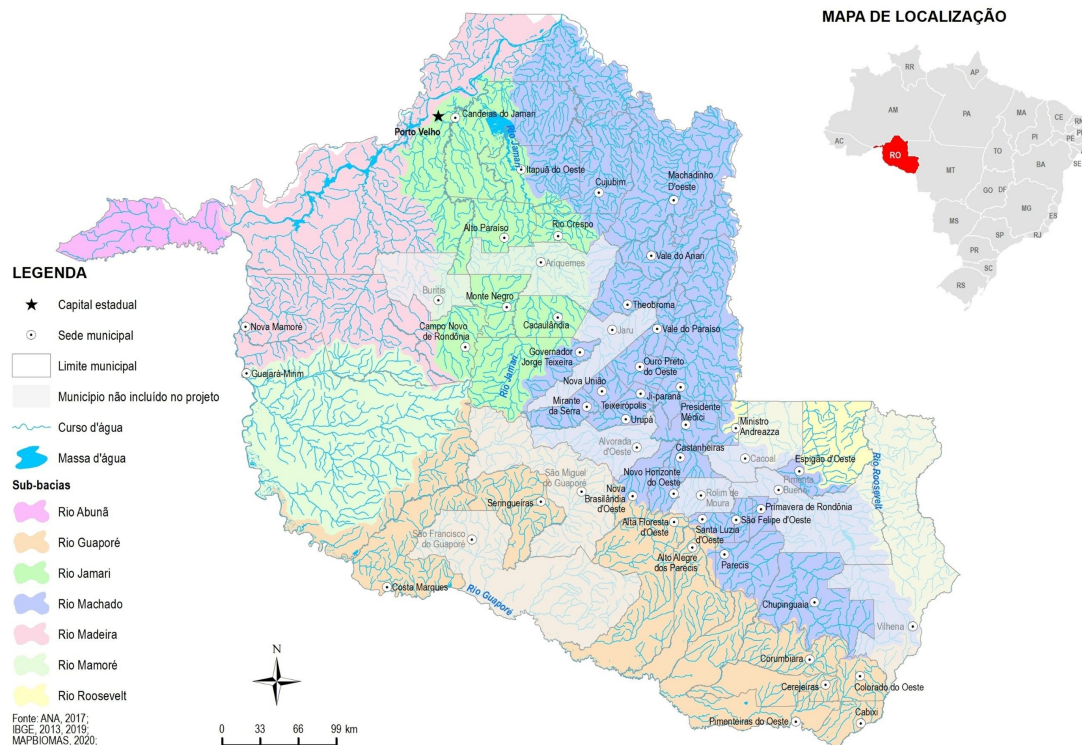 MAPA DE LOCALIZAÇÃO
RR
AP
AM
PA
MA
CE
RN
PI
PE
AC
RO
TO
SE
MT
BA
GO
DF
MG
MS
ES
SP
RJ
PR
SC
RS
Porto Velho
Canderas do Jamari
Rio Jamari
Itapuã do Oeste
Cujubim
Machadinho
D'oeste
Alto Paraíso
Rio Crespo
Ariquemes
Vale do Anari
Buritis
Monte Negro
Theobroma
Nova Mamoré
Campo Novo
de Rondônia
Cacaulândia
Jaru
Vale do Paraíso
Guajará-Mirim
Rio Jamari
Governador
Jorge Teixeira
Ouro Preto
do Oeste
Nova União
Ji-paraná
Mirante
da Serra
Teixeirópolis
Urupá
Presidente
Médici
Ministro
Andreazza
Alvorada
d'Oeste
Castanheiras
Cacoal
Espigão d'Oeste
Rio Roosevelt
São Miguel
do Guaporé
Novo Horizonte
do Oeste
Pimenta
Bueno
Seringueiras
Nova
Brasilândia
d'Oeste
Rolim de
Moura
Primavera de Rondônia
São Francisco
do Guaporé
Alta Floresta
d'Oeste
Santa Luzia
d'Oeste
São Felipe d'Oeste
Alto Alegre
dos Parecis
Parecis
Costa Marques
Rio Guaporé
Chupinguaia
Vilhena
Corumbiara
Cerejeiras
Colorado do Oeste
Pimenteiras do Oeste
Cabixi
LEGENDA
Capital estadual
Sede municipal
Limite municipal
Município não incluído no projeto
Curso d'água
Massa d'água
Sub-bacias
Rio Abunã
Rio Guaporé
Rio Jamari
Rio Machado
Rio Madeira
Rio Mamoré
Rio Roosevelt
Fonte: ANA, 2017;
IBGE, 2013, 2019;
MAPBIOMAS, 2020;
N
0 33 66 99 km